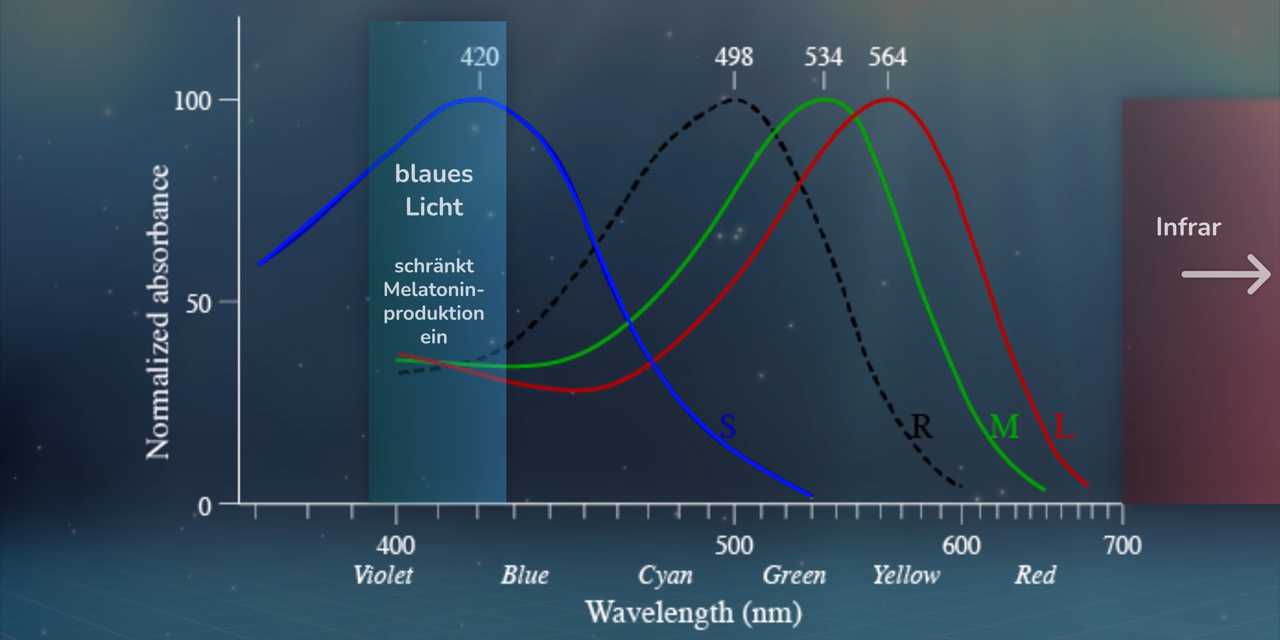 420
498
534
564
100
50
0
Normalized absorbance
blaues
Licht
schränkt
Melatonin-
produktion
ein
Infrar
S
R
M
L
400
500
600
700
Violet
Blue
Cyan
Green
Yellow
Red
Wavelength (nm)